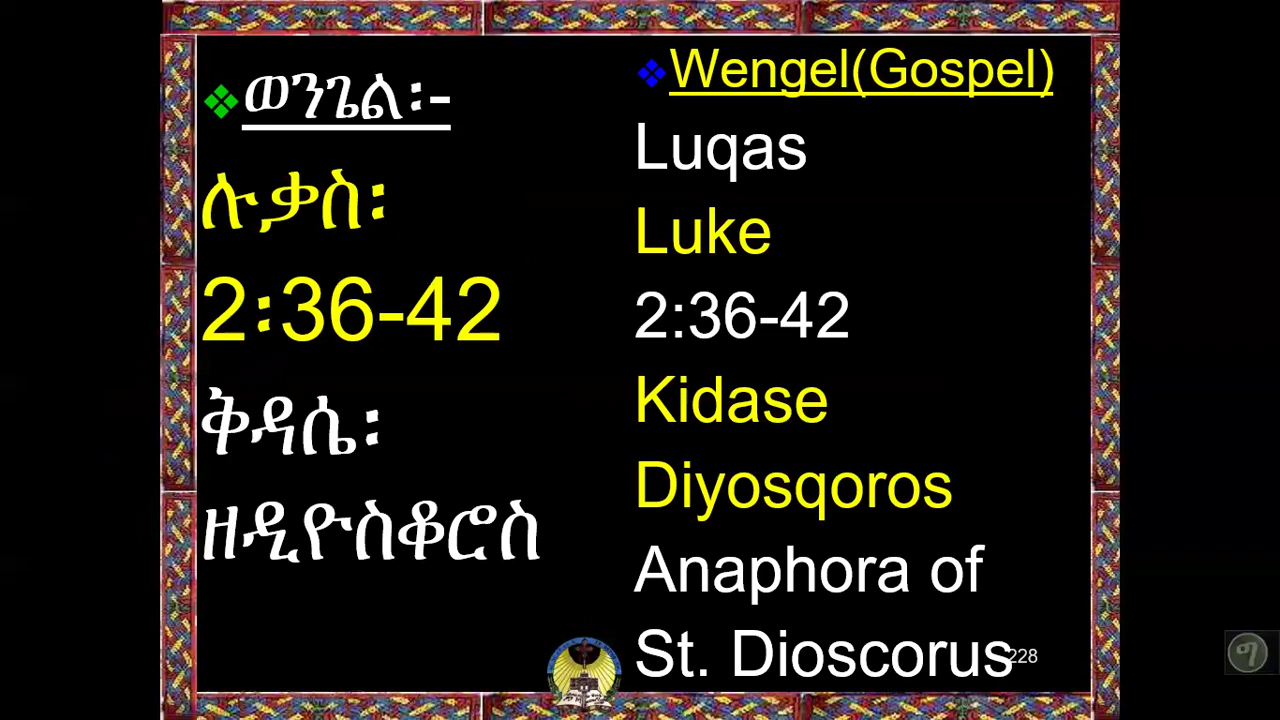 ወንጌል፡-
ሉቃስ፡
2፡36-42
ቅዳሴ፡
ዘዲዮስቆሮስ
Wengel(Gospel)
Luqas
Luke
2:36-42
Kidase
Diyosqoros
Anaphora of
St. Dioscorus
228
ማ